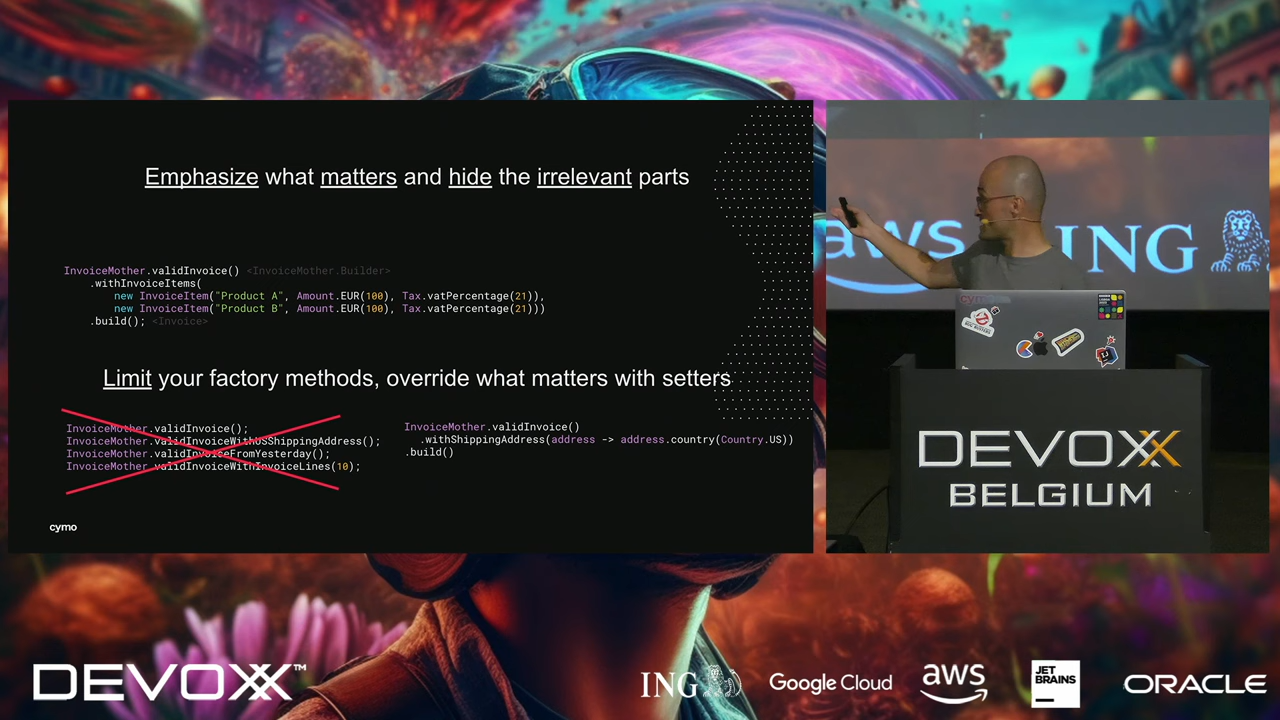 Emphasize what matters and hide the irrelevant parts
InvoiceMother.validInvoice() <InvoiceMother.Builder>
.withInvoiceItems(
new InvoiceItem("Product A", Amount.EUR(100), Tax.vatPercentage(21)),
new InvoiceItem("Product B", Amount.EUR(100), Tax.vatPercentage(21)))
.build(); <Invoice>
Limit your factory methods, override what matters with setters
InvoiceMother.validInvoice();
InvoiceMother.validInvoiceWithUSShippingAddress();
InvoiceMother.validInvoiceFromYesterday();
InvoiceMother.validInvoiceWithInvoiceLines(10);
InvoiceMother.validInvoice()
.withShippingAddress(address -> address.country(Country.US))
.build()
cymo
aws ING
DEVOXX
BELGIUM
DEVOXX™
ING
Google Cloud
aws
JET
BRAINS
ORACLE